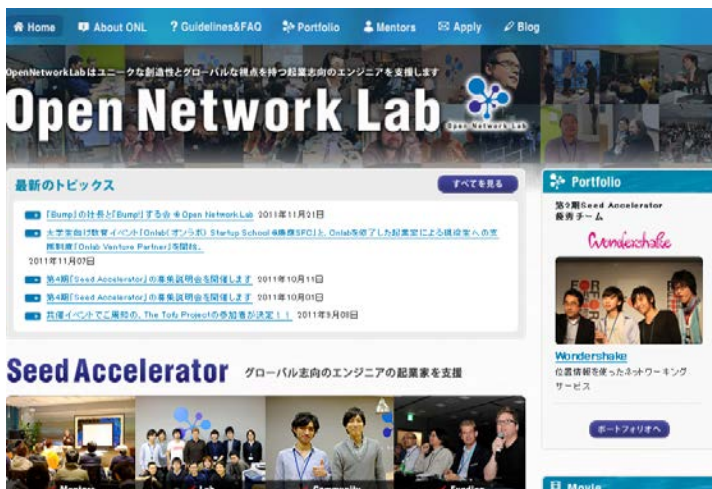 Home
About ONL
Guidelines&FAQ
Portfolio
Mentors
Apply
Blog
OpenNetworkLabはユニークな創造性とグローバルな視点を持つ起業志向のエンジニアを支援します
Open Network Lab
Open Network Lab
最新のトピックス
すべてを見る
「Bump」の社長と「Bump!」する会 @ Open Network Lab 2011年11月21日
大学生向け教育イベント「Onlab(オンラボ) Startup School @慶應SFC」と、Onlabを修了した起業家による現役生への支
援制度「Onlab Venture Partner」を開始。
2011年11月07日
第4期「Seed Accelerator」の募集説明会を開催します 2011年10月11日
第4期「Seed Accelerator」の募集説明会を開催します 2011年10月01日
共催イベントでご周知の、The Tofu Projectの参加者が決定!! 2011年9月08日
Seed Accelerator
グローバル志向のエンジニアの起業家を支援
Mentors
Lab
Community
Funding
Portfolio
第2期Seed Accelerator
優秀チーム
Wondershake
Wondershake
位置情報を使ったネットワーキング
サービス
ポートフォリオへ
Movie